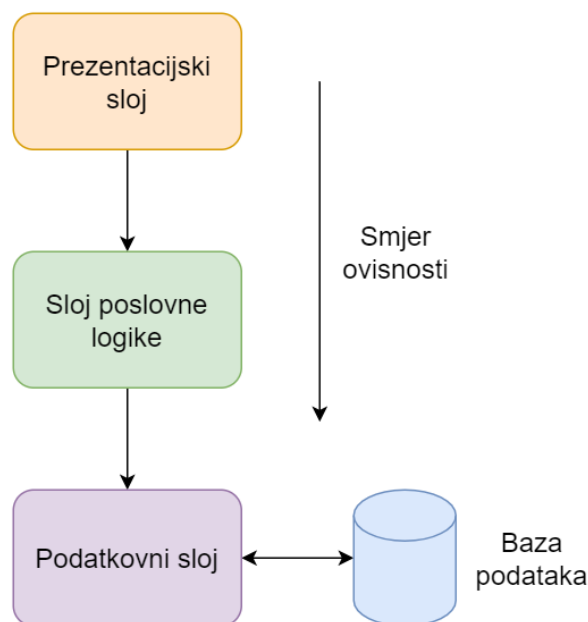 Prezentacijski
sloj
Smjer
ovisnosti
Sloj poslovne
logike
Podatkovni sloj
Baza
podataka